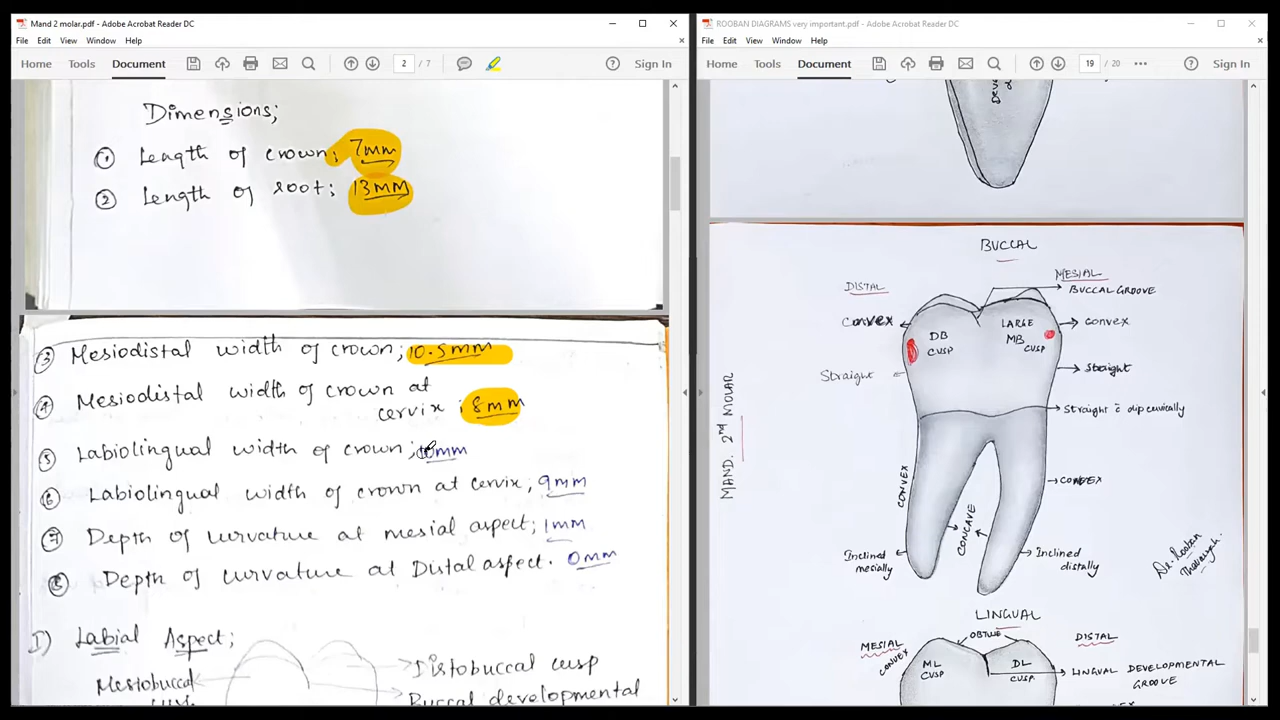 Mand 2 molar.pdf - Adobe Acrobat Reader DC
File Edit View Window Help
Home Tools Document 2 / 7 Sign In
Dimensions;
① Length of crown; 7mm
② Length of root; 13mm
③ Mesiodistal width of crown; 10.5mm
④ Mesiodistal width of crown at
cervix; 8mm
⑤ Labiolingual width of crown; mm
⑥ Labiolingual width of crown at cervix; 9mm
⑦ Depth of curvature at mesial aspect; 1mm
⑧ Depth of curvature at Distal aspect. 0mm
I) Labial Aspect;
Distobuccal cusp
Mesiobuccal
Buccal developmental
ROOBAN DIAGRAMS very important.pdf - Adobe Acrobat Reader DC
File Edit View Window Help
Home Tools Document 19 / 20 Sign In
BUCCAL
MESIAL
DISTAL
BUCCAL GROOVE
CONVEX
LARGE
MB
CUSP
convex
DB
CUSP
Straight
Straight
MAND. 2ND MOLAR
Straight c̄ dip cervically
CONVEX
CONVEX
CONCAVE
Inclined
mesially
Inclined
distally
Dr. Rooban
LINGUAL
MESIAL
OBTUSE
DISTAL
CONVEX
ML
CUSP
DL
CUSP
LINGUAL DEVELOPMENTAL
GROOVE